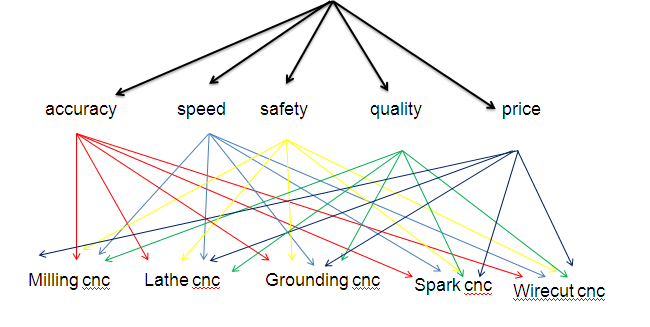 accuracy speed safety quality price
Milling cnc Lathe cnc Grounding cnc Spark cnc Wirecut cnc